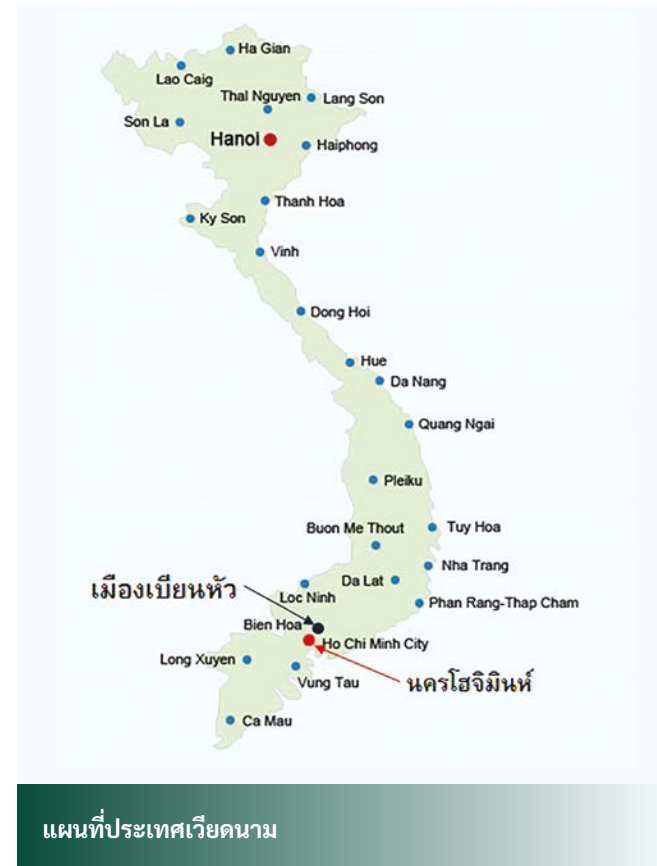 Ha Gian
Lao Caig
Thal Nguyen
Lang Son
Son La
Hanol
Haiphong
Thanh Hoa
Ky Son
Vinh
Dong Hoi
Hue
Da Nang
Quang Ngai
Pleiku
Buon Me Thout
Tuy Hoa
Nha Trang
Da Lat
เมืองเบียนหัว
Loc Ninh
Phan Rang-Thap Cham
Bien Hoa
Ho Chi Minh City
Long Xuyen
Vung Tau
นครโฮจิมินห์
Ca Mau
แผนที่ประเทศเวียดนาม